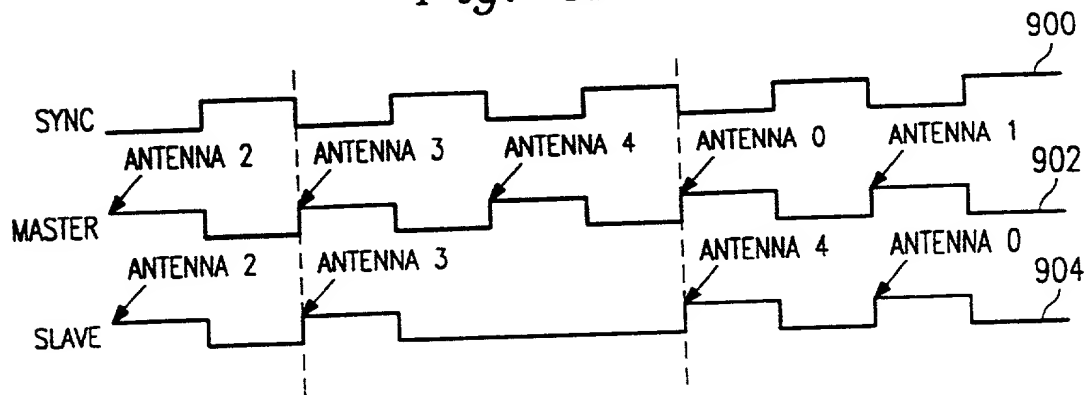 900
SYNC
ANTENNA 2 ANTENNA 3 ANTENNA 4 ANTENNA 0 ANTENNA 1
902
MASTER
ANTENNA 2 ANTENNA 3 ANTENNA 4 ANTENNA 0
904
SLAVE